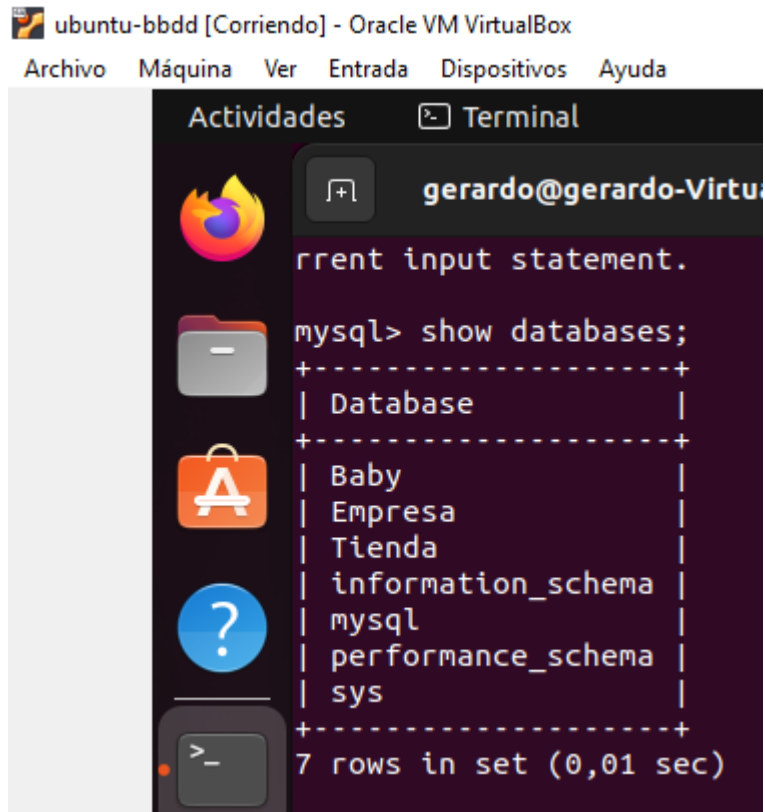 ubuntu-bbdd [Corriendo] - Oracle VM VirtualBox
Archivo Máquina Ver Entrada Dispositivos Ayuda
Actividades Terminal
gerardo@gerardo-Virtua
rrent input statement.
mysql> show databases;
+--------------------+
| Database           |
+--------------------+
| Baby               |
| Empresa            |
| Tienda             |
| information_schema |
| mysql              |
| performance_schema |
| sys                |
+--------------------+
7 rows in set (0,01 sec)